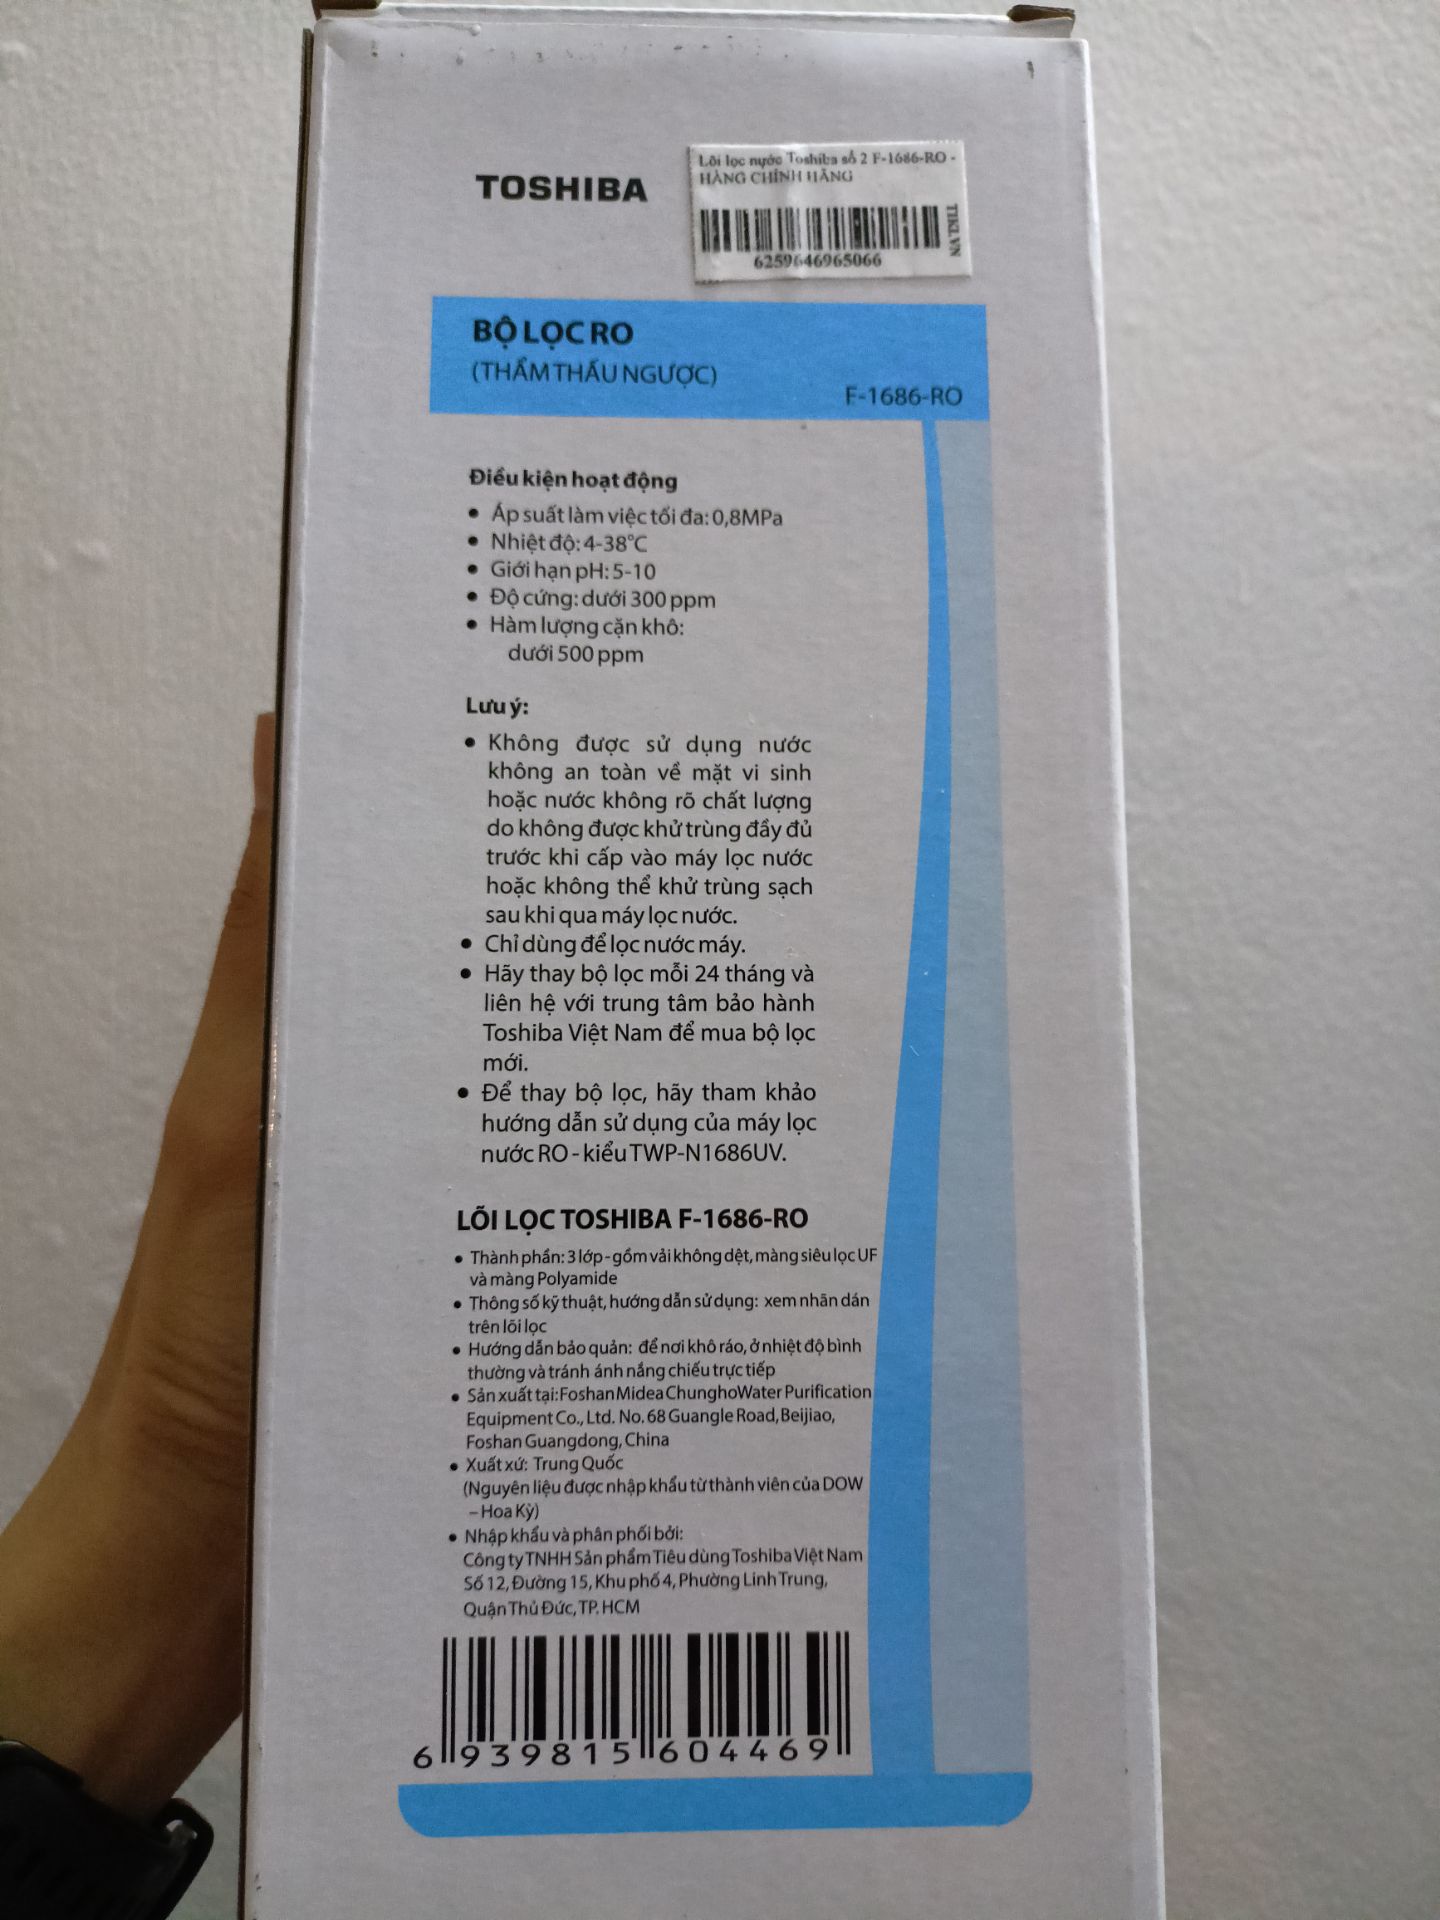 TOSHIBA
Lõi lọc nước Toshiba số 2 F-1686-RO -
HÀNG CHÍNH HÃNG
TIKI.VN
6259646965066
BỘ LỌC RO
(THẨM THẤU NGƯỢC)
F-1686-RO
Điều kiện hoạt động
• Áp suất làm việc tối đa: 0,8MPa
• Nhiệt độ: 4-38°C
• Giới hạn pH: 5-10
• Độ cứng: dưới 300 ppm
• Hàm lượng cặn khô:
dưới 500 ppm
Lưu ý:
• Không được sử dụng nước
không an toàn về mặt vi sinh
hoặc nước không rõ chất lượng
do không được khử trùng đầy đủ
trước khi cấp vào máy lọc nước
hoặc không thể khử trùng sạch
sau khi qua máy lọc nước.
• Chỉ dùng để lọc nước máy.
• Hãy thay bộ lọc mỗi 24 tháng và
liên hệ với trung tâm bảo hành
Toshiba Việt Nam để mua bộ lọc
mới.
• Để thay bộ lọc, hãy tham khảo
hướng dẫn sử dụng của máy lọc
nước RO - kiểu TWP-N1686UV.
LÕI LỌC TOSHIBA F-1686-RO
• Thành phần: 3 lớp - gồm vải không dệt, màng siêu lọc UF
và màng Polyamide
• Thông số kỹ thuật, hướng dẫn sử dụng: xem nhãn dán
trên lõi lọc
• Hướng dẫn bảo quản: để nơi khô ráo, ở nhiệt độ bình
thường và tránh ánh nắng chiếu trực tiếp
• Sản xuất tại: Foshan Midea ChunghoWater Purification
Equipment Co., Ltd. No. 68 Guangle Road, Beijiao,
Foshan Guangdong, China
• Xuất xứ: Trung Quốc
(Nguyên liệu được nhập khẩu từ thành viên của DOW
– Hoa Kỳ)
• Nhập khẩu và phân phối bởi:
Công ty TNHH Sản phẩm Tiêu dùng Toshiba Việt Nam
Số 12, Đường 15, Khu phố 4, Phường Linh Trung,
Quận Thủ Đức, TP. HCM
6 939815 604469